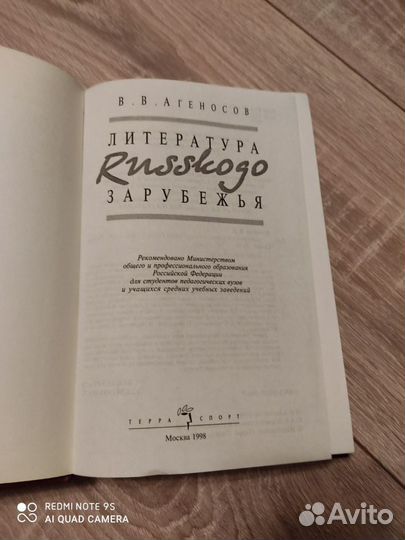 В. В. Агеносов
ЛИТЕРАТУРА
Russkogo
ЗАРУБЕЖЬЯ
Рекомендовано Министерством
общего и профессионального образования
Российской Федерации
для студентов педагогических вузов
и учащихся средних учебных заведений
ТЕРРА СПОРТ
Москва 1998
REDMI NOTE 9S
AI QUAD CAMERA
Avito